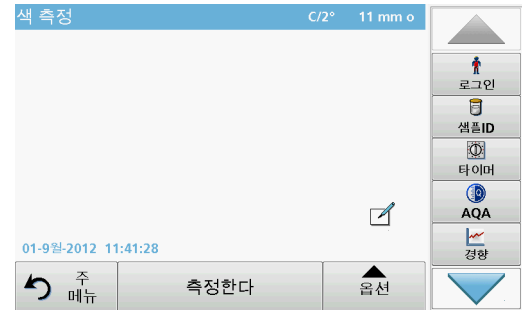 색 측정 C/2° 11 mm o
로그인
샘플ID
타이머
AQA
경향
01-9월-2012 11:41:28
주
메뉴
측정한다
옵션